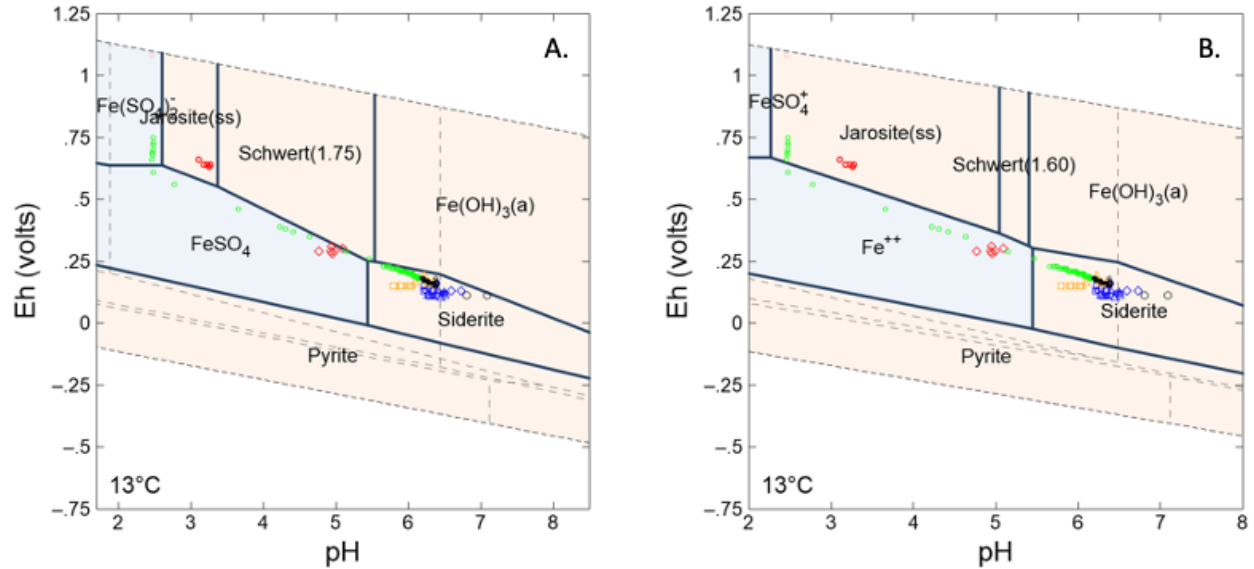 A.
1.25
1
.75
.5
.25
0
–.25
–.5
–.75
2
3
4
5
6
7
8
Eh (volts)
pH
13°C
Jarosite(ss)
Schwert(1.75)
Fe(OH)₃(a)
FeSO₄
Siderite
Pyrite
B.
1.25
1
.75
.5
.25
0
–.25
–.5
–.75
2
3
4
5
6
7
8
Eh (volts)
pH
13°C
FeSO₄⁺
Jarosite(ss)
Schwert(1.60)
Fe(OH)₃(a)
Fe⁺⁺
Siderite
Pyrite